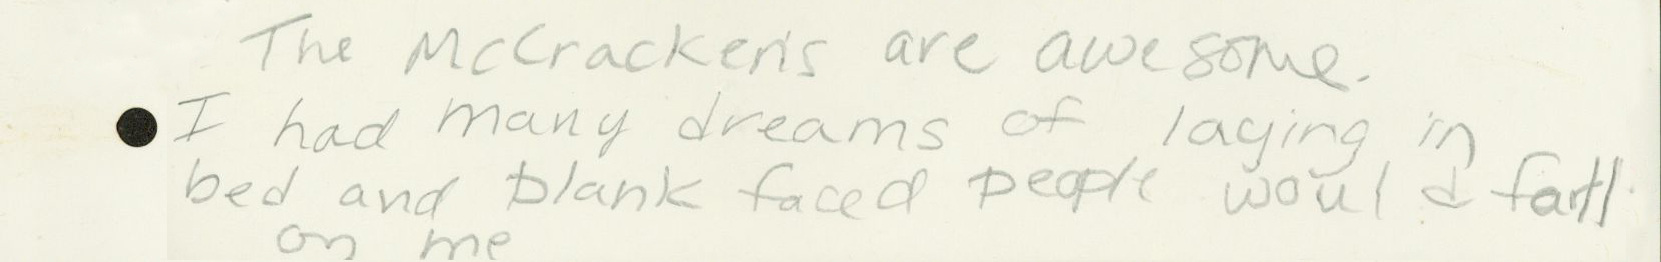 The McCracken's are awesome.
I had many dreams of laying in
bed and blank faced people would fall
on me